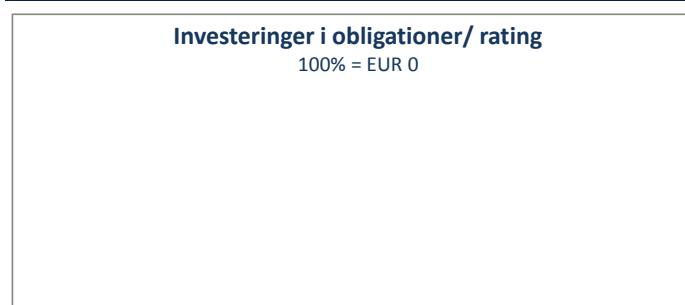 Investeringer i obligationer/ rating
100% = EUR 0